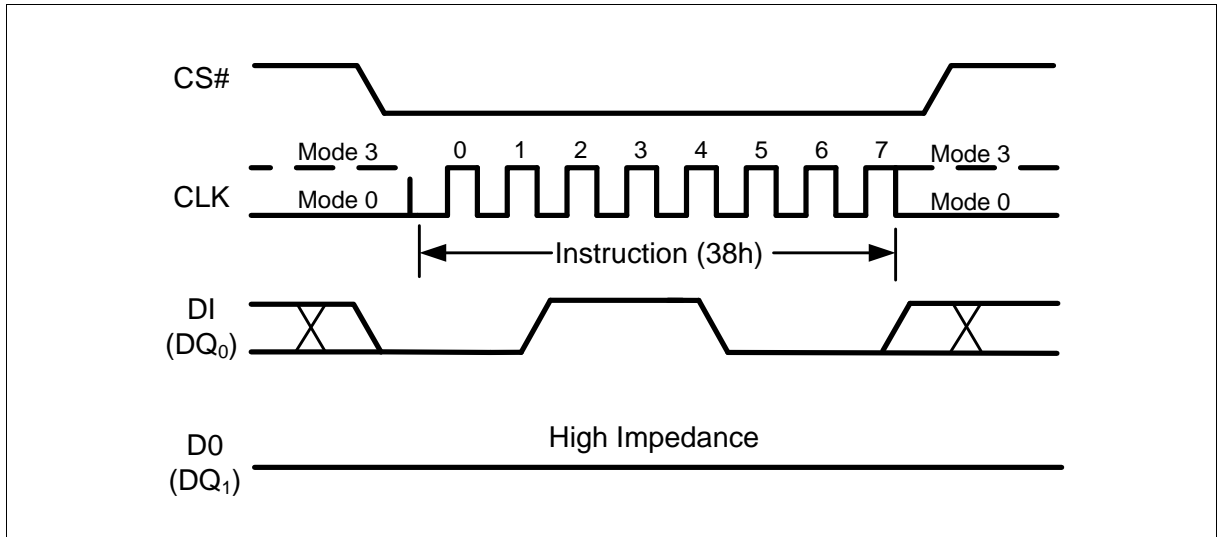 CS#
Mode 3 0 1 2 3 4 5 6 7 Mode 3
CLK Mode 0 Mode 0
Instruction (38h)
DI
(DQ0)
D0 High Impedance
(DQ1)